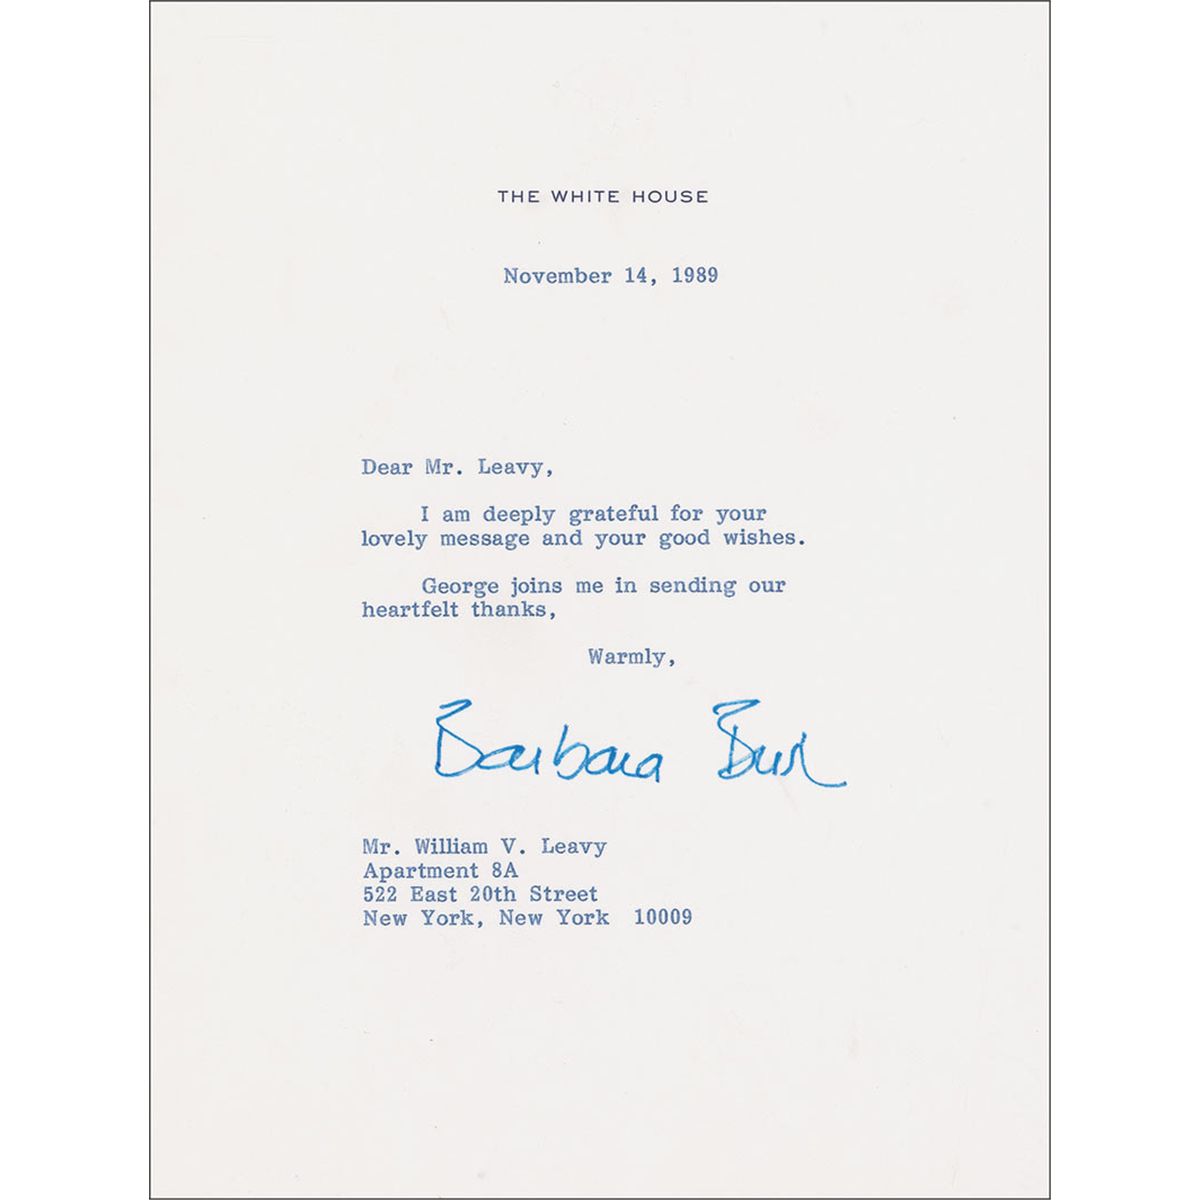 THE WHITE HOUSE
November 14, 1989
Dear Mr. Leavy,
I am deeply grateful for your
lovely message and your good wishes.
George joins me in sending our
heartfelt thanks,
Warmly,
Barbara Bush
Mr. William V. Leavy
Apartment 8A
522 East 20th Street
New York, New York 10009